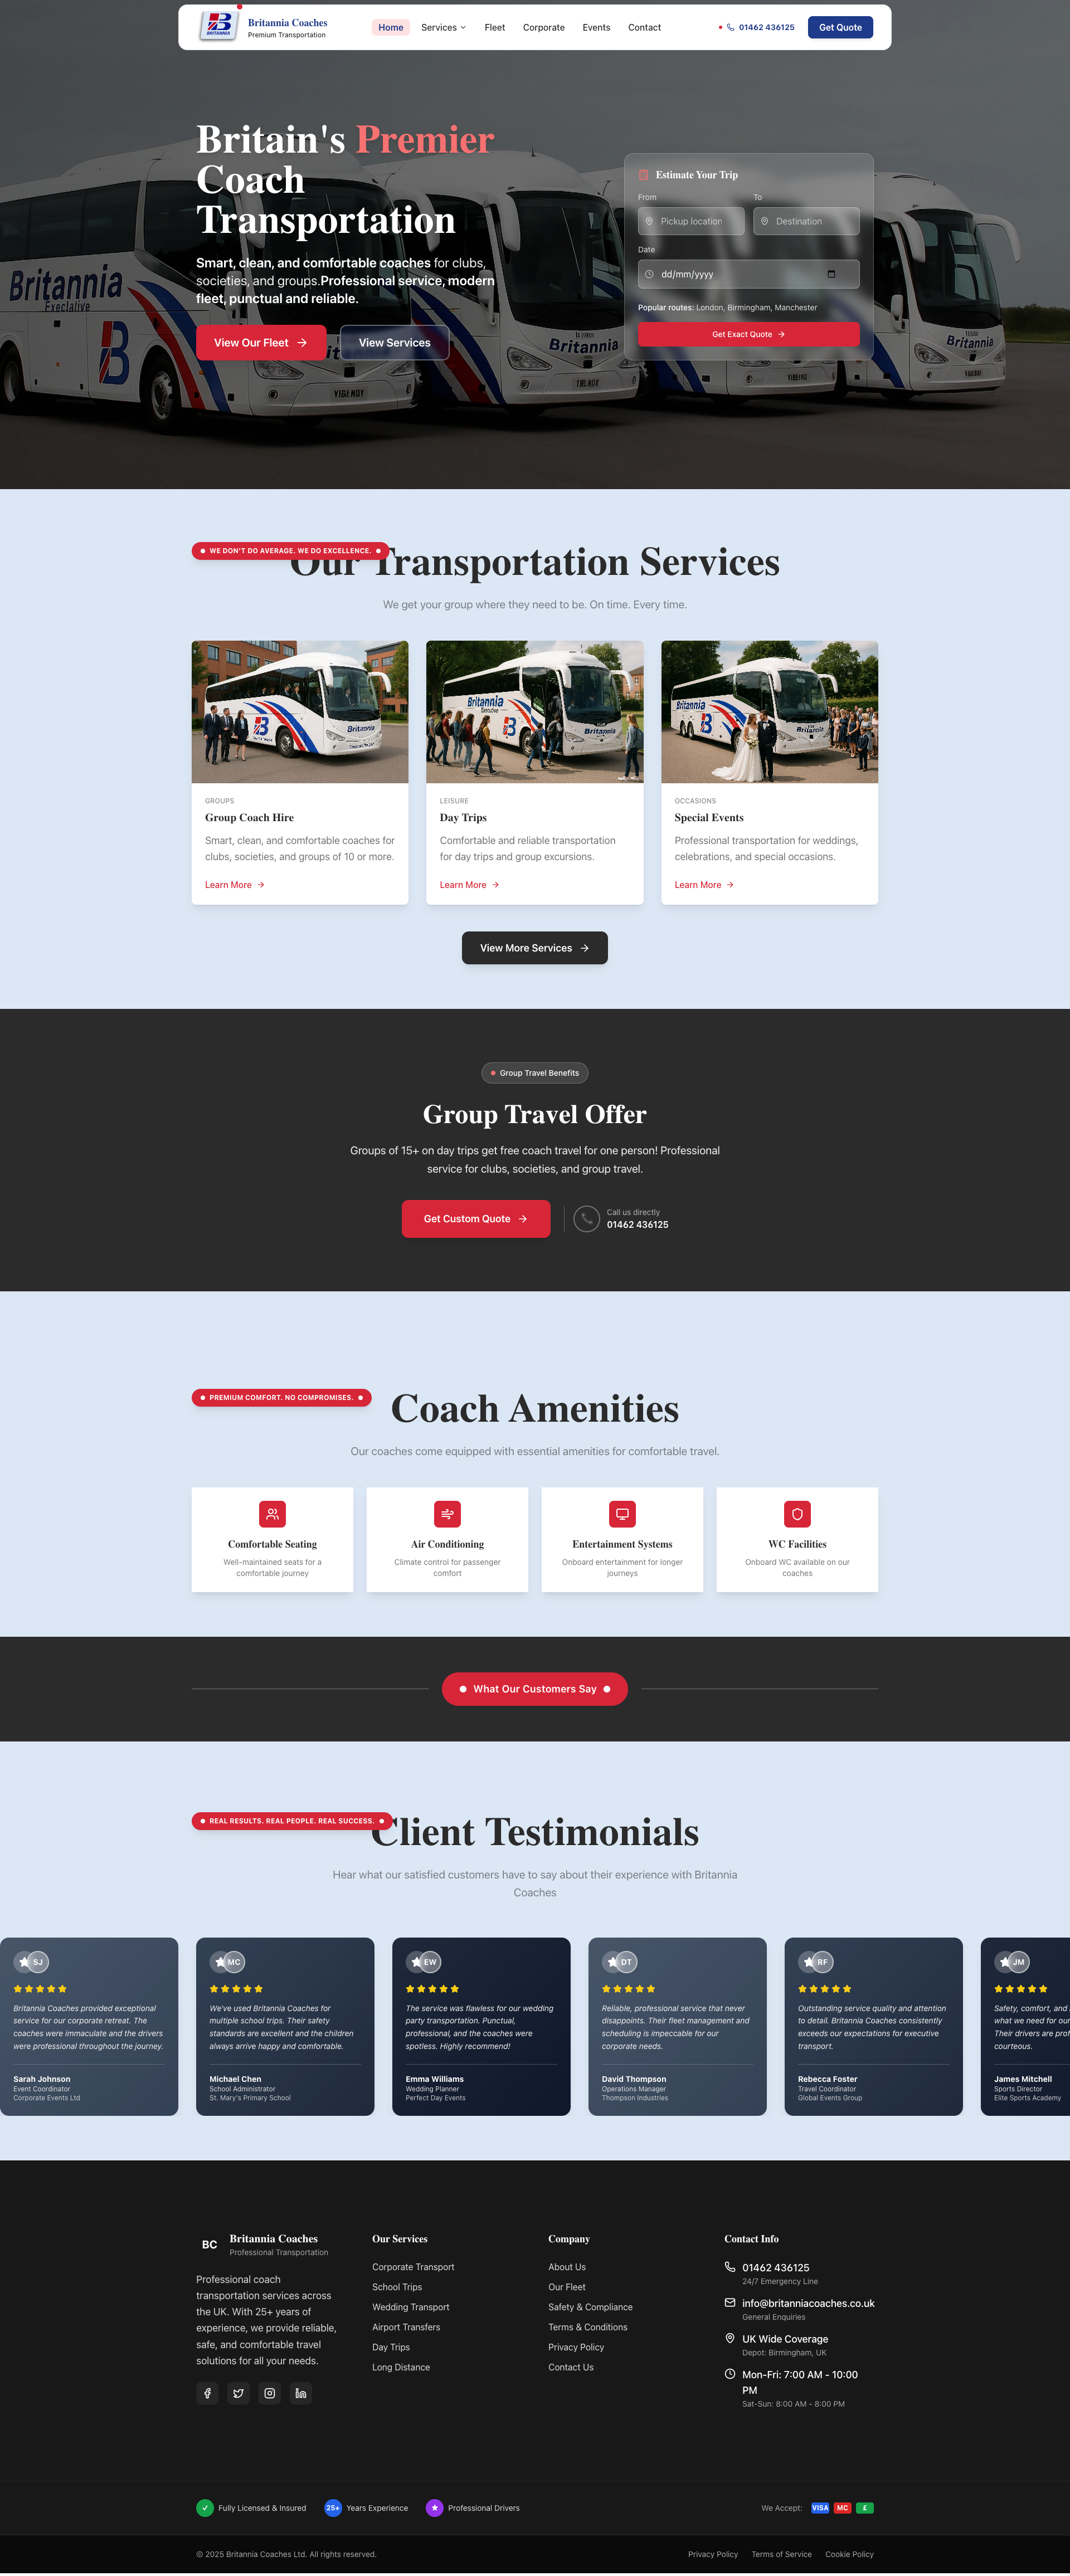 BRITANNIA
Britannia Coaches
Premium Transportation
Home
Services
Fleet
Corporate
Events
Contact
01462 436125
Get Quote
Britain's Premier
Coach
Transportation
Smart, clean, and comfortable coaches for clubs,
societies, and groups.Professional service, modern
fleet, punctual and reliable.
View Our Fleet
View Services
Estimate Your Trip
From
To
Pickup location
Destination
Date
dd/mm/yyyy
Popular routes: London, Birmingham, Manchester
Get Exact Quote
Britannia
Britannia
WE DON'T DO AVERAGE. WE DO EXCELLENCE.
Our Transportation Services
We get your group where they need to be. On time. Every time.
Britannia
Britannia
Britannia
Executive
Britannia
Britannia
Britannia
GROUPS
Group Coach Hire
Smart, clean, and comfortable coaches for
clubs, societies, and groups of 10 or more.
Learn More
LEISURE
Day Trips
Comfortable and reliable transportation
for day trips and group excursions.
Learn More
OCCASIONS
Special Events
Professional transportation for weddings,
celebrations, and special occasions.
Learn More
View More Services
Group Travel Benefits
Group Travel Offer
Groups of 15+ on day trips get free coach travel for one person! Professional
service for clubs, societies, and group travel.
Get Custom Quote
Call us directly
01462 436125
PREMIUM COMFORT. NO COMPROMISES.
Coach Amenities
Our coaches come equipped with essential amenities for comfortable travel.
Comfortable Seating
Well-maintained seats for a
comfortable journey
Air Conditioning
Climate control for passenger
comfort
Entertainment Systems
Onboard entertainment for longer
journeys
WC Facilities
Onboard WC available on our
coaches
What Our Customers Say
REAL RESULTS. REAL PEOPLE. REAL SUCCESS.
Client Testimonials
Hear what our satisfied customers have to say about their experience with Britannia
Coaches
SJ
Britannia Coaches provided exceptional
service for our corporate retreat. The
coaches were immaculate and the drivers
were professional throughout the journey.
Sarah Johnson
Event Coordinator
Corporate Events Ltd
MC
We've used Britannia Coaches for
multiple school trips. Their safety
standards are excellent and the children
always arrive happy and comfortable.
Michael Chen
School Administrator
St. Mary's Primary School
EW
The service was flawless for our wedding
party transportation. Punctual,
professional, and the coaches were
spotless. Highly recommend!
Emma Williams
Wedding Planner
Perfect Day Events
DT
Reliable, professional service that never
disappoints. Their fleet management and
scheduling is impeccable for our
corporate needs.
David Thompson
Operations Manager
Thompson Industries
RF
Outstanding service quality and attention
to detail. Britannia Coaches consistently
exceeds our expectations for executive
transport.
Rebecca Foster
Travel Coordinator
Global Events Group
JM
Safety, comfort, and
what we need for our
Their drivers are prof
courteous.
James Mitchell
Sports Director
Elite Sports Academy
BC
Britannia Coaches
Professional Transportation
Professional coach
transportation services across
the UK. With 25+ years of
experience, we provide reliable,
safe, and comfortable travel
solutions for all your needs.
Our Services
Corporate Transport
School Trips
Wedding Transport
Airport Transfers
Day Trips
Long Distance
Company
About Us
Our Fleet
Safety & Compliance
Terms & Conditions
Privacy Policy
Contact Us
Contact Info
01462 436125
24/7 Emergency Line
info@britanniacoaches.co.uk
General Enquiries
UK Wide Coverage
Depot: Birmingham, UK
Mon-Fri: 7:00 AM - 10:00
PM
Sat-Sun: 8:00 AM - 8:00 PM
Fully Licensed & Insured
25+ Years Experience
Professional Drivers
We Accept: VISA MC £
© 2025 Britannia Coaches Ltd. All rights reserved.
Privacy Policy
Terms of Service
Cookie Policy